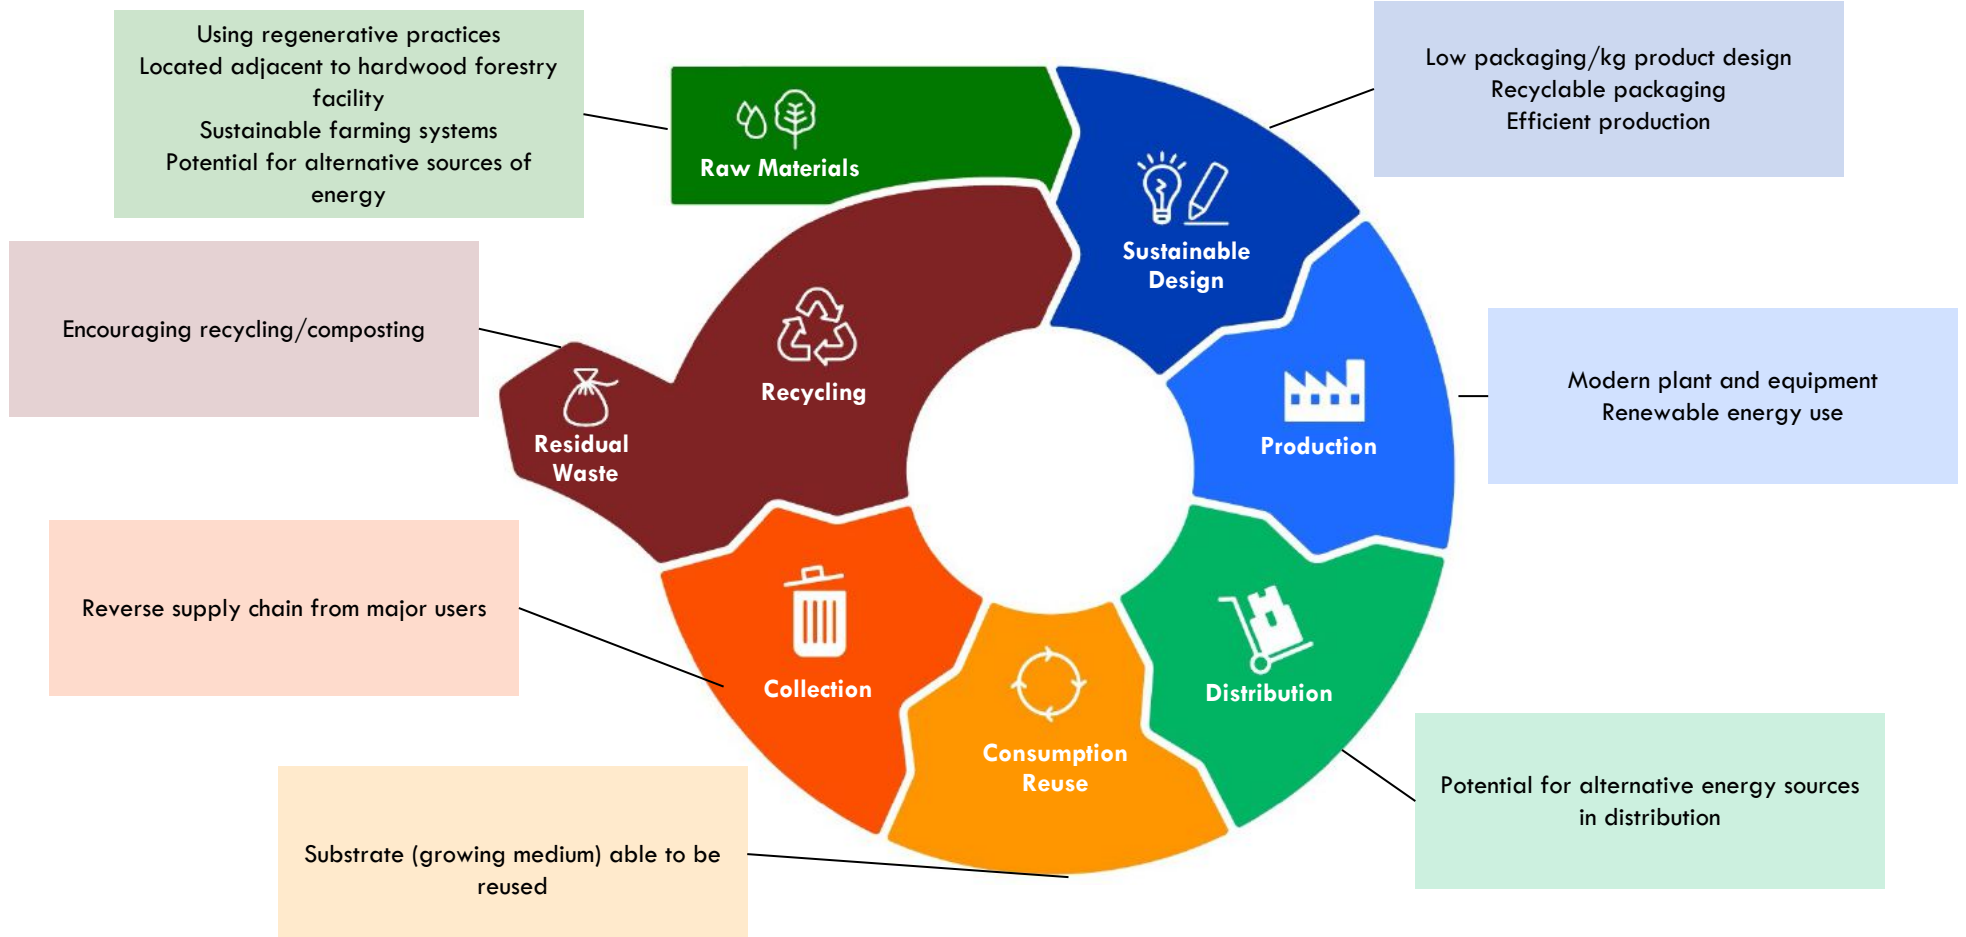 Using regenerative practices
Located adjacent to hardwood forestry
facility
Sustainable farming systems
Potential for alternative sources of
energy
Low packaging/kg product design
Recyclable packaging
Efficient production
Raw Materials
Sustainable
Design
Encouraging recycling/composting
Recycling
Residual
Waste
Modern plant and equipment
Renewable energy use
Production
Reverse supply chain from major users
Collection
Distribution
Consumption
Reuse
Potential for alternative energy sources
in distribution
Substrate (growing medium) able to be
reused